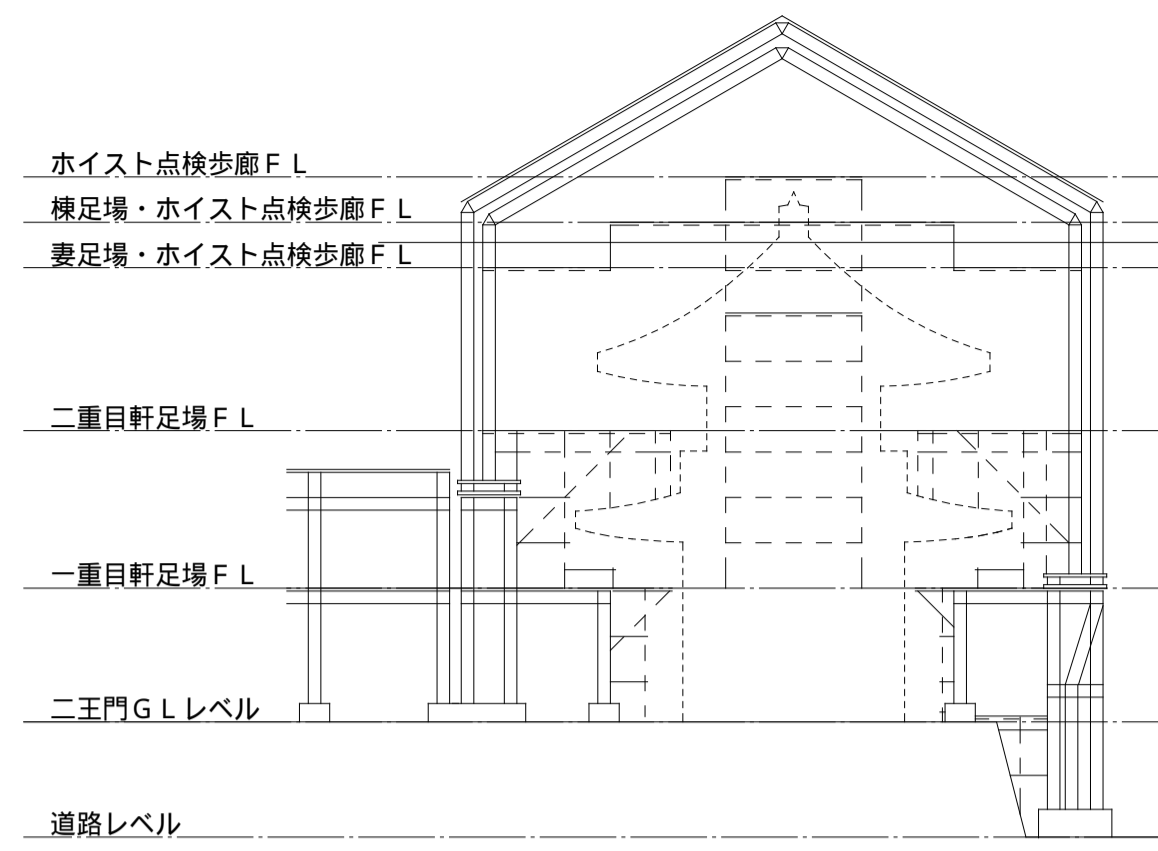 ホイスト点検歩廊ＦＬ
棟足場・ホイスト点検歩廊ＦＬ
妻足場・ホイスト点検歩廊ＦＬ
二重目軒足場ＦＬ
一重目軒足場ＦＬ
二王門ＧＬレベル
道路レベル